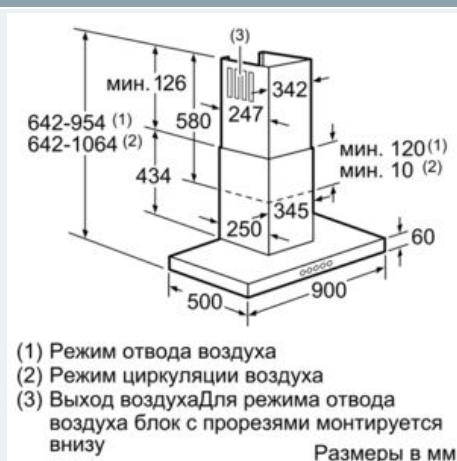 (3)
мин. 126
342
642-954 (1)
580
247
642-1064 (2)
мин. 120(1)
мин. 10 (2)
434
345
250
60
500
900
(1) Режим отвода воздуха
(2) Режим циркуляции воздуха
(3) Выход воздухаДля режима отвода
воздуха блок с прорезями монтируется
внизу
Размеры в мм